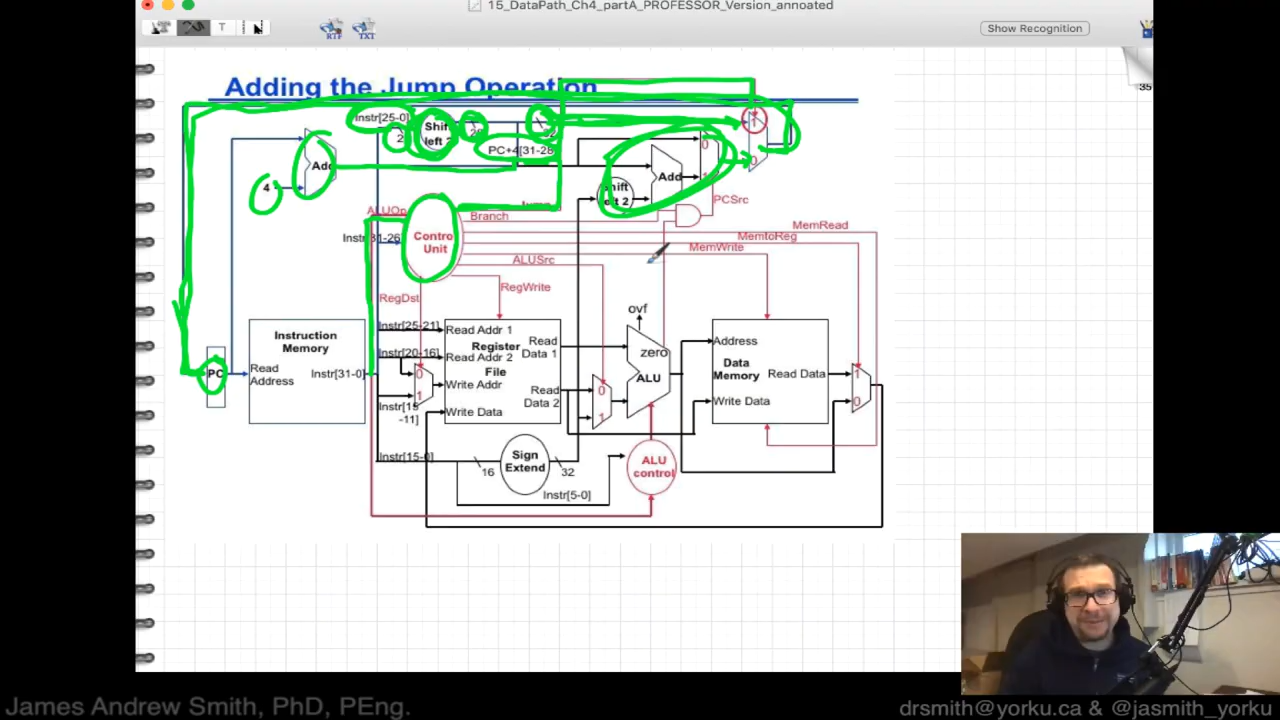 15_DataPath_Ch4_partA_PROFESSOR_Version_annoated
T
RTF
TXT
Show Recognition
35
Adding the Jump Operation
Instr[25-0]
Shift
left 2
32
PC+4[31-28]
1
0
Add
4
0
1
Add
Shift
left 2
PCSrc
Jump
ALUOp
Branch
MemRead
MemtoReg
MemWrite
Instr[31-26]
Control
Unit
ALUSrc
RegWrite
RegDst
ovf
Instruction
Memory
Read
Address
Instr[31-0]
PC
Instr[25-21]
Read Addr 1
Register
File
Read
Data 1
Instr[20-16]
Read Addr 2
0
Write Addr
1
Read
Data 2
Instr[15
-11]
Write Data
zero
ALU
0
1
Address
Data
Memory
Read Data
Write Data
1
0
Instr[15-0]
Sign
Extend
16
32
ALU
control
Instr[5-0]
James Andrew Smith, PhD, PEng.
drsmith@yorku.ca & @jasmith_yorku